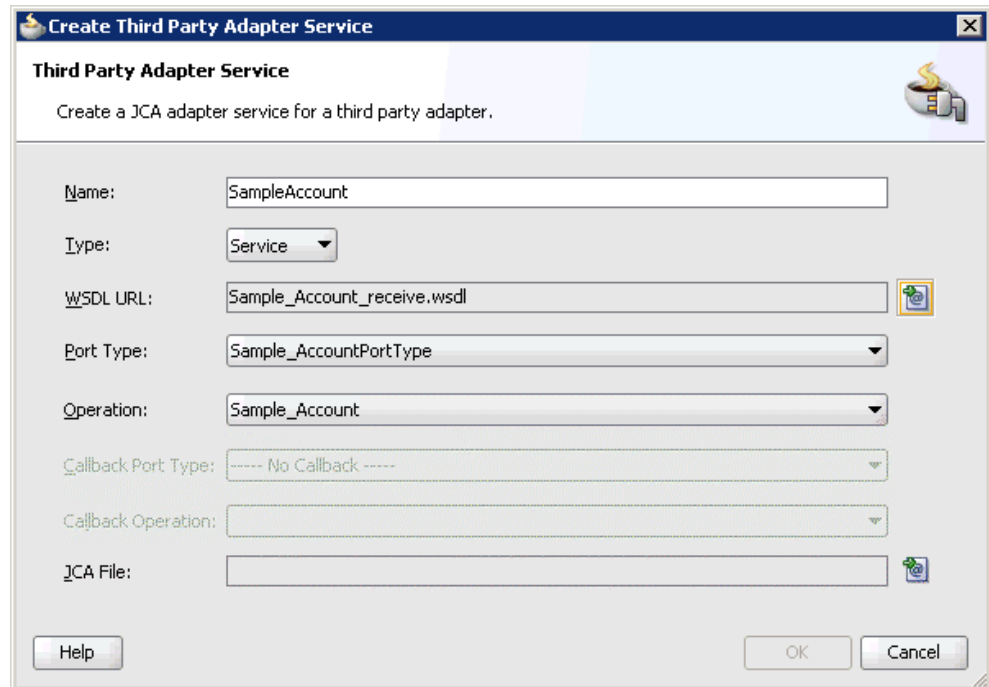 Create Third Party Adapter Service
Third Party Adapter Service
Create a JCA adapter service for a third party adapter.
Name: SampleAccount
Type: Service
WSDL URL: Sample_Account_receive.wsdl
Port Type: Sample_AccountPortType
Operation: Sample_Account
Callback Port Type: ----- No Callback -----
Callback Operation:
JCA File:
Help OK Cancel